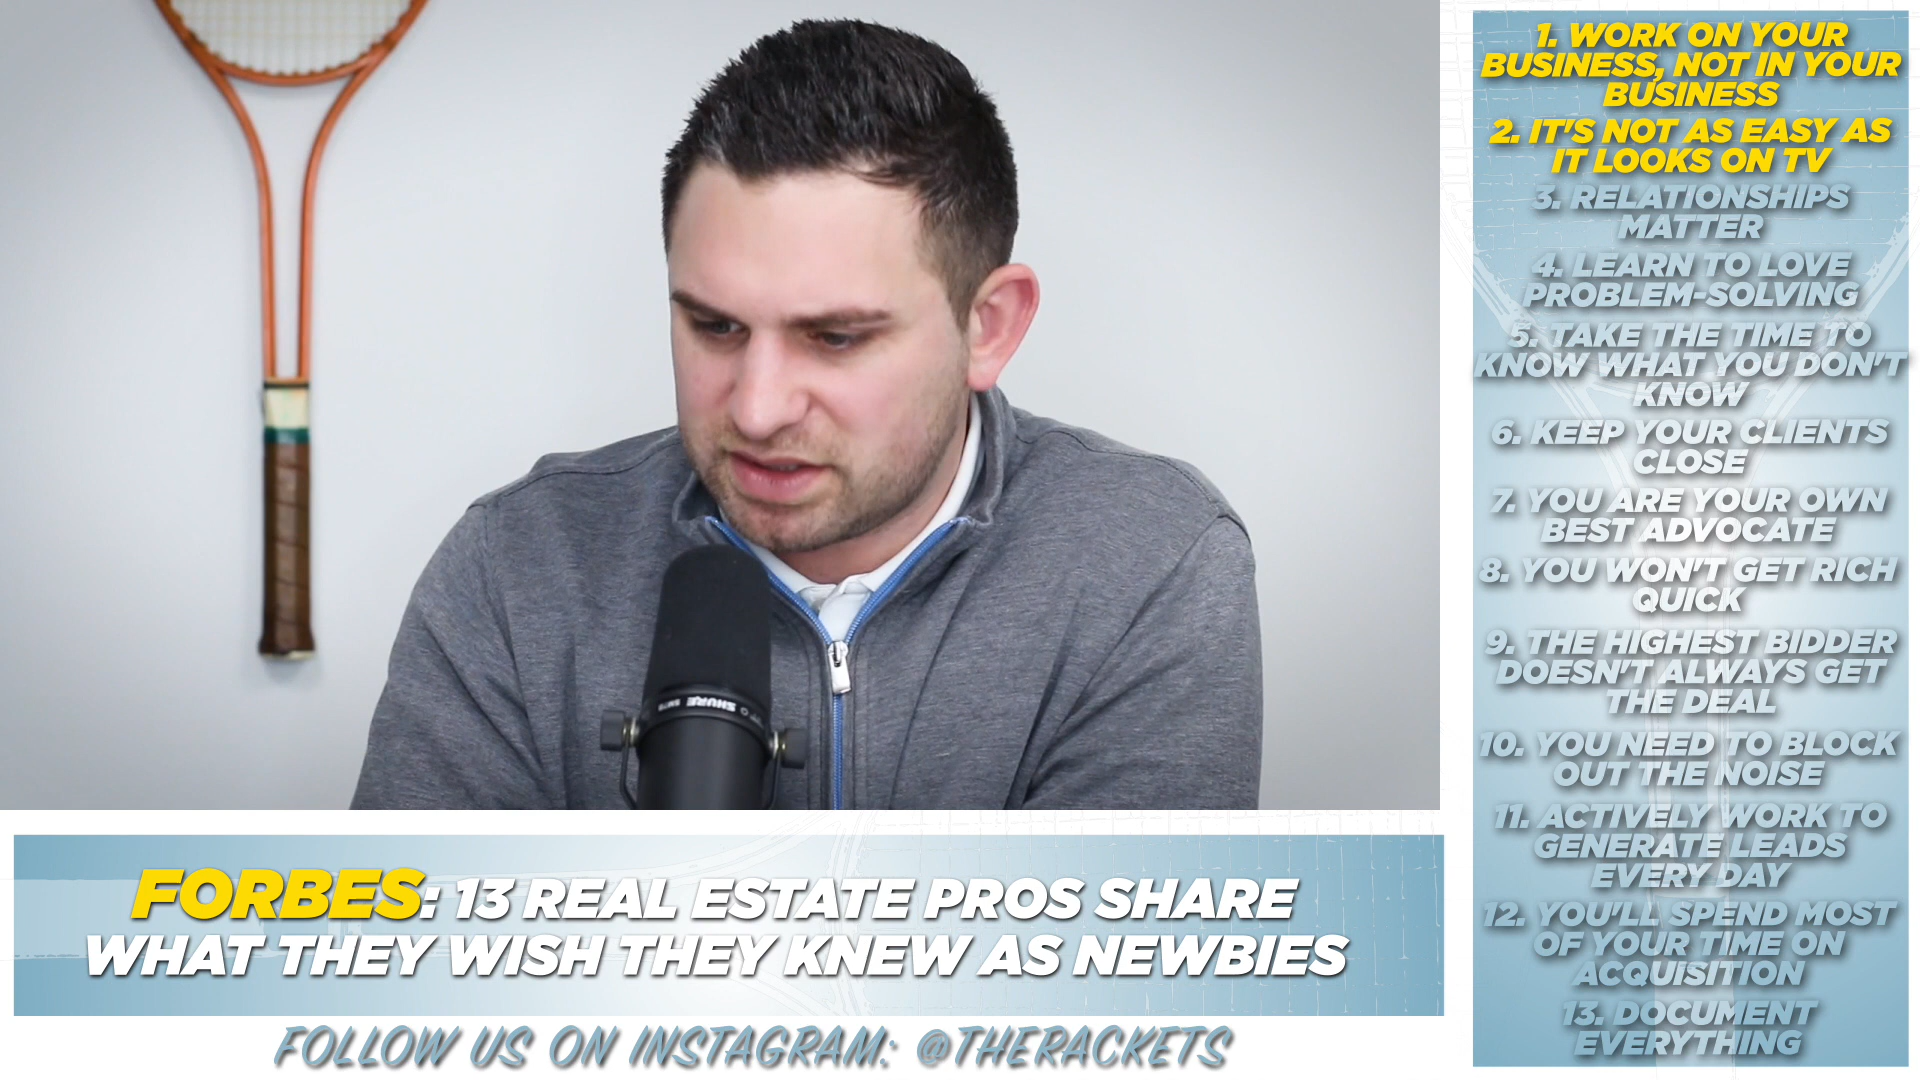 1. WORK ON YOUR
BUSINESS, NOT IN YOUR
BUSINESS
2. IT'S NOT AS EASY AS
IT LOOKS ON TV
3. RELATIONSHIPS
MATTER
4. LEARN TO LOVE
PROBLEM-SOLVING
5. TAKE THE TIME TO
KNOW WHAT YOU DON'T
KNOW
6. KEEP YOUR CLIENTS
CLOSE
7. YOU ARE YOUR OWN
BEST ADVOCATE
8. YOU WON'T GET RICH
QUICK
9. THE HIGHEST BIDDER
DOESN'T ALWAYS GET
THE DEAL
10. YOU NEED TO BLOCK
OUT THE NOISE
11. ACTIVELY WORK TO
GENERATE LEADS
EVERY DAY
12. YOU'LL SPEND MOST
OF YOUR TIME ON
ACQUISITION
13. DOCUMENT
EVERYTHING
SHURE
FORBES: 13 REAL ESTATE PROS SHARE
WHAT THEY WISH THEY KNEW AS NEWBIES
FOLLOW US ON INSTAGRAM: @THERACKETS